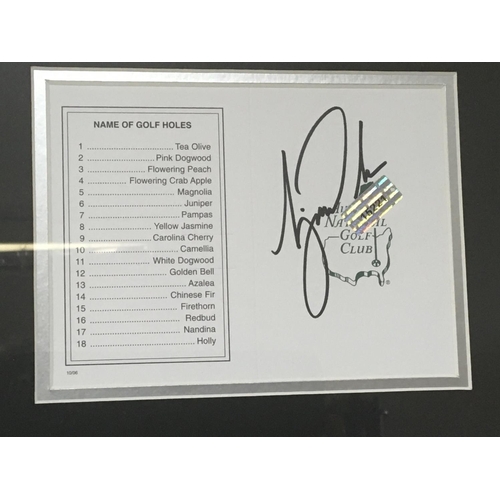 NAME OF GOLF HOLES
1 .................................. Tea Olive
2 ........................ Pink Dogwood
3 ..................... Flowering Peach
4 ............. Flowering Crab Apple
5 ................................ Magnolia
6 ................................... Juniper
7 .................................. Pampas
8 ....................... Yellow Jasmine
9 ...................... Carolina Cherry
10 ................................ Camellia
11 ..................... White Dogwood
12 .......................... Golden Bell
13 .................................. Azalea
14 .......................... Chinese Fir
15 ................................ Firethorn
16 ................................ Redbud
17 ................................ Nandina
18 .................................... Holly
NATIONAL
GOLF
CLUB
®